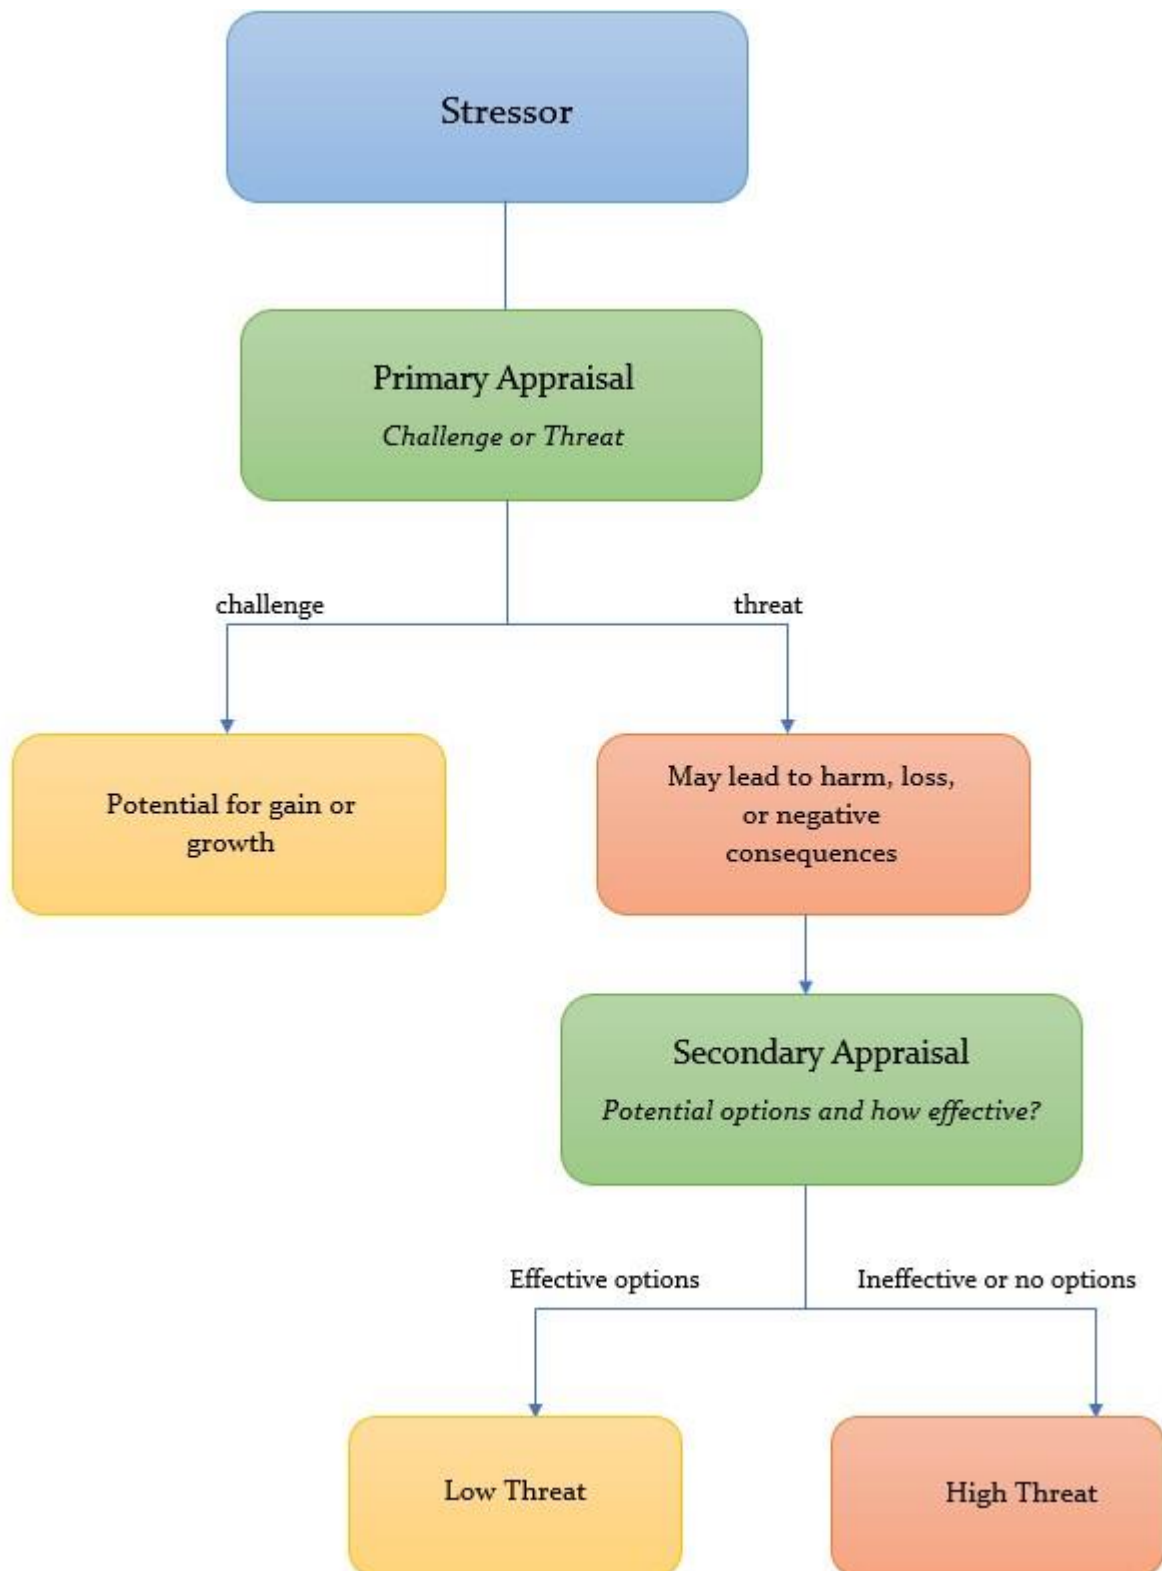 Stressor
Primary Appraisal
Challenge or Threat
challenge
threat
Potential for gain or
growth
May lead to harm, loss,
or negative
consequences
Secondary Appraisal
Potential options and how effective?
Effective options
Ineffective or no options
Low Threat
High Threat